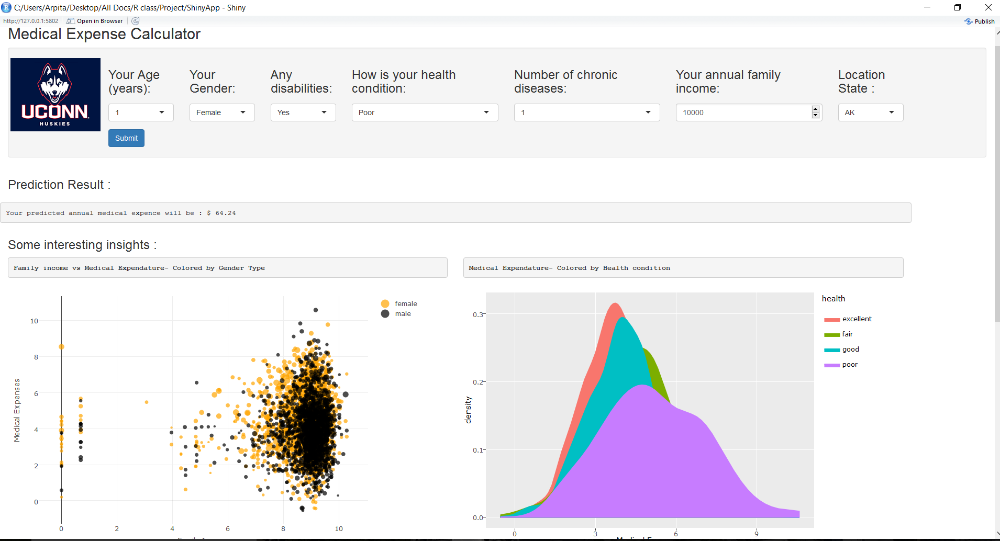 C:/Users/Arpita/Desktop/All Docs/R class/Project/ShinyApp - Shiny
http://127.0.0.1:5802
Open in Browser
Publish
Medical Expense Calculator
UCONN
HUSKIES
Your Age
(years):
1
Your
Gender:
Female
Any
disabilities:
Yes
How is your health
condition:
Poor
Number of chronic
diseases:
1
Your annual family
income:
10000
Location
State :
AK
Submit
Prediction Result :
Your predicted annual medical expence will be : $ 64.24
Some interesting insights :
Family income vs Medical Expendature- Colored by Gender Type
Medical Expendature- Colored by Health condition
female
male
Medical Expenses
10
8
6
4
2
0
0 2 4 6 8 10
health
excellent
fair
good
poor
density
0.3
0.2
0.1
0.0
0 3 6 9